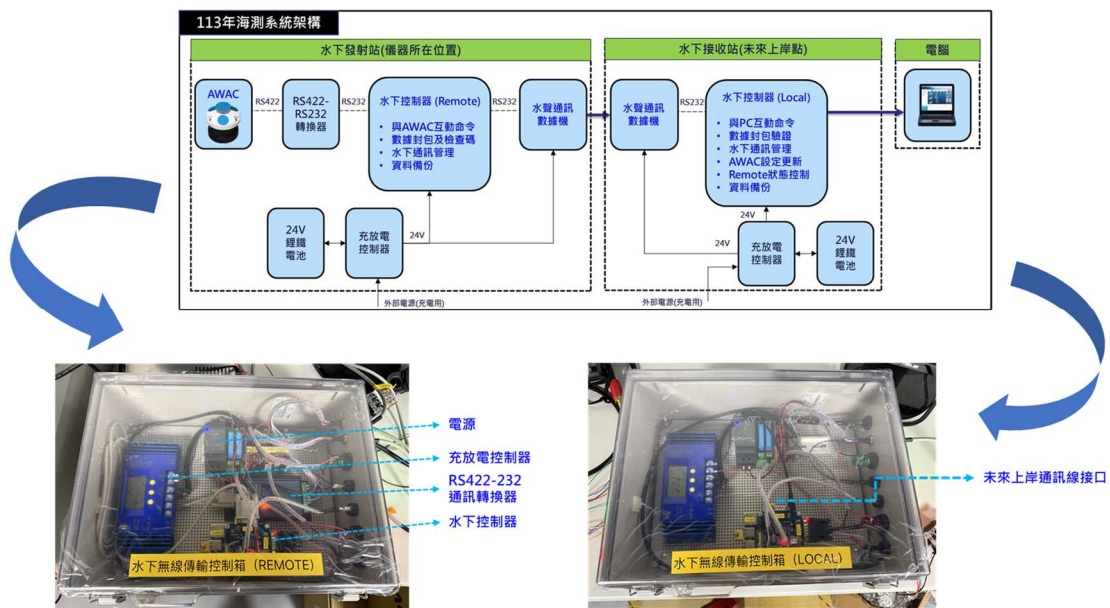 113年海測系統架構
水下發射站(儀器所在位置)
水下接收站(未來上岸點)
電腦
AWAC
RS422
RS422-
RS232
轉換器
RS232
水下控制器 (Remote)
• 與AWAC互動命令
• 數據封包及檢查碼
• 水下通訊管理
• 資料備份
RS232
水聲通訊
數據機
水聲通訊
數據機
RS232
水下控制器 (Local)
• 與PC互動命令
• 數據封包驗證
• 水下通訊管理
• AWAC設定更新
• Remote狀態控制
• 資料備份
24V
鋰鐵
電池
充放電
控制器
24V
外部電源(充電用)
24V
24V
充放電
控制器
24V
鋰鐵
電池
外部電源(充電用)
電源
充放電控制器
RS422-232
通訊轉換器
水下控制器
水下無線傳輸控制箱（REMOTE）
未來上岸通訊線接口
水下無線傳輸控制箱（LOCAL）